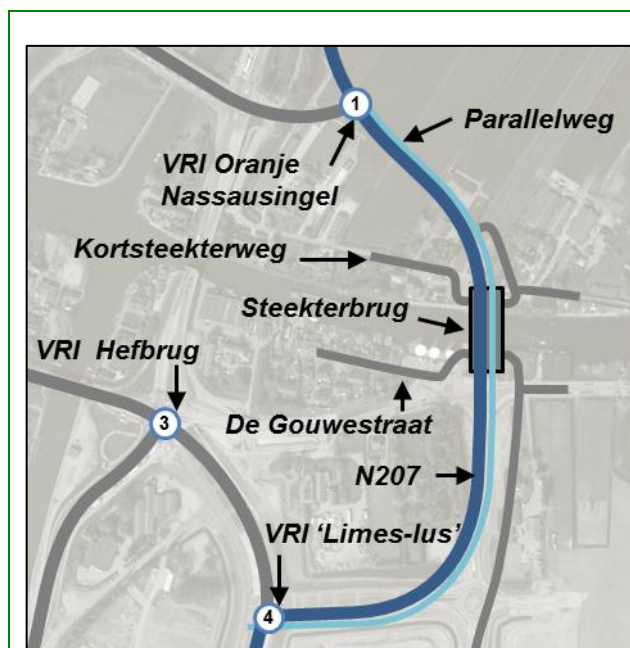 1
Parallelweg
VRI Oranje
Nassausingel
Kortsteekterweg
Steekterbrug
VRI Hefbrug
3
De Gouwestraat
N207
VRI ‘Limes-lus’
4